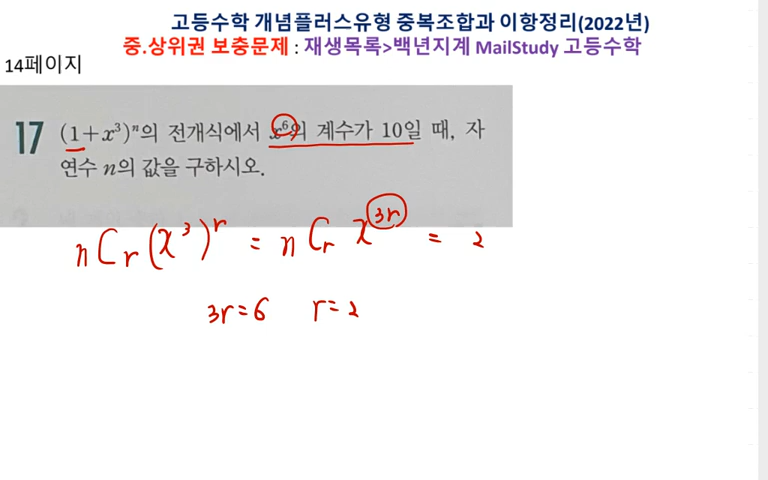 고등수학 개념플러스유형 중복조합과 이항정리(2022년)
중.상위권 보충문제 : 재생목록>백년지계 MailStudy 고등수학
14페이지
17 (1+x³)ⁿ의 전개식에서 x⁶의 계수가 10일 때, 자
연수 n의 값을 구하시오.
nCr(x³)ʳ = nCr x³ʳ = 2
3r=6 r=2